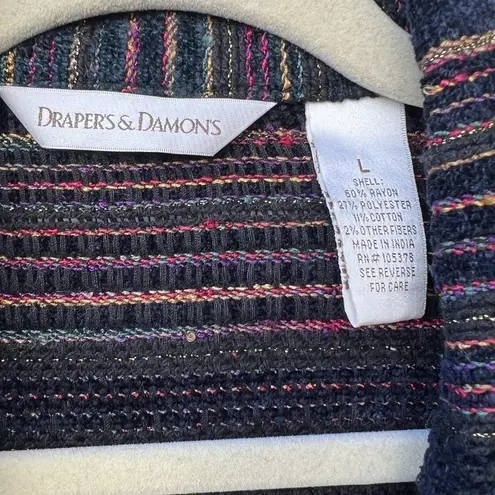 DRAPER'S & DAMON'S
L
SHELL:
60% RAYON
27% POLYESTER
11% COTTON
2% OTHER FIBERS
MADE IN INDIA
RN# 105378
SEE REVERSE
FOR CARE